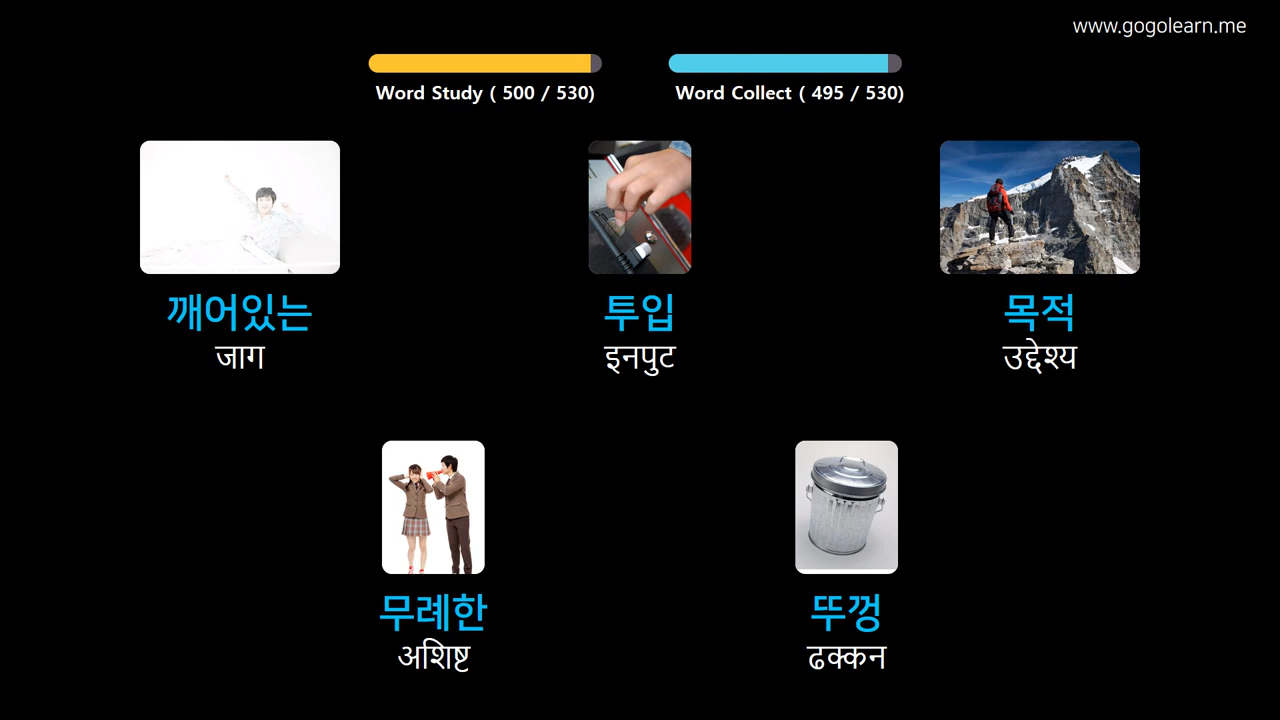 www.gogolearn.me
Word Study ( 500 / 530)
Word Collect ( 495 / 530)
깨어있는
जाग
투입
इनपुट
목적
उद्देश्य
무례한
अशिष्ट
뚜껑
ढक्कन